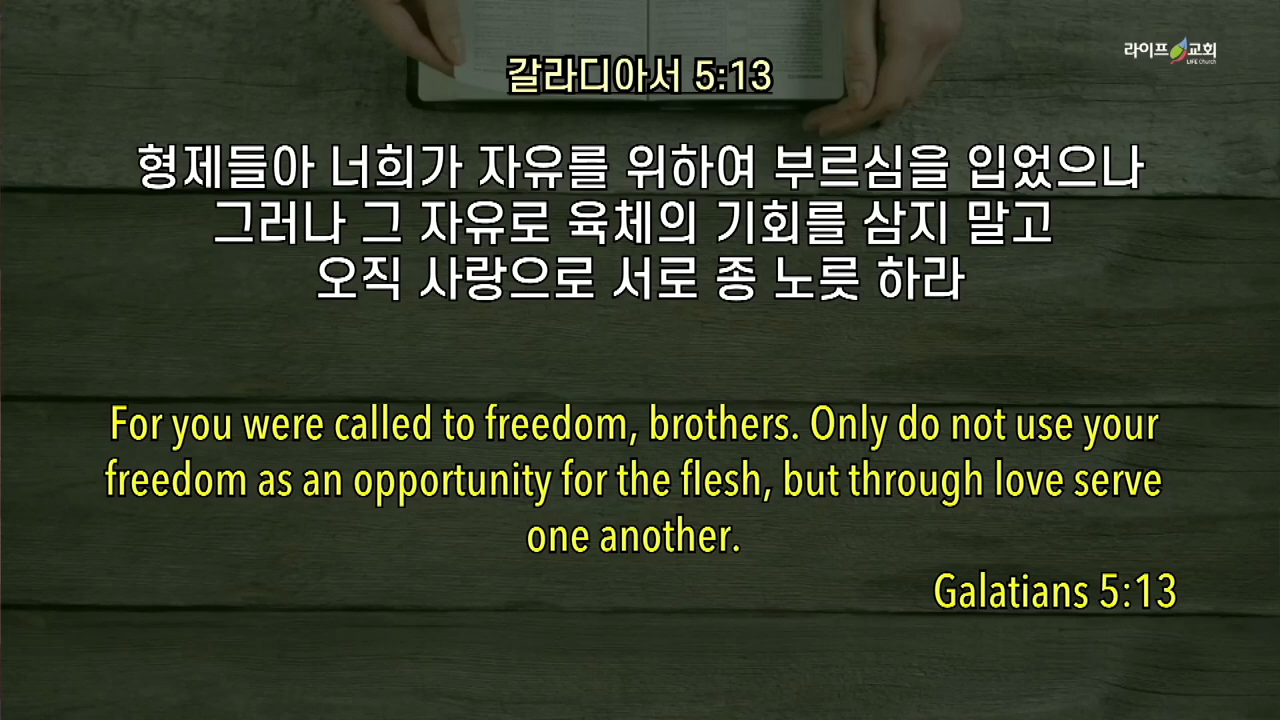 라이프교회
LIFE Church
갈라디아서 5:13
형제들아 너희가 자유를 위하여 부르심을 입었으나
그러나 그 자유로 육체의 기회를 삼지 말고
오직 사랑으로 서로 종 노릇 하라
For you were called to freedom, brothers. Only do not use your
freedom as an opportunity for the flesh, but through love serve
one another.
Galatians 5:13